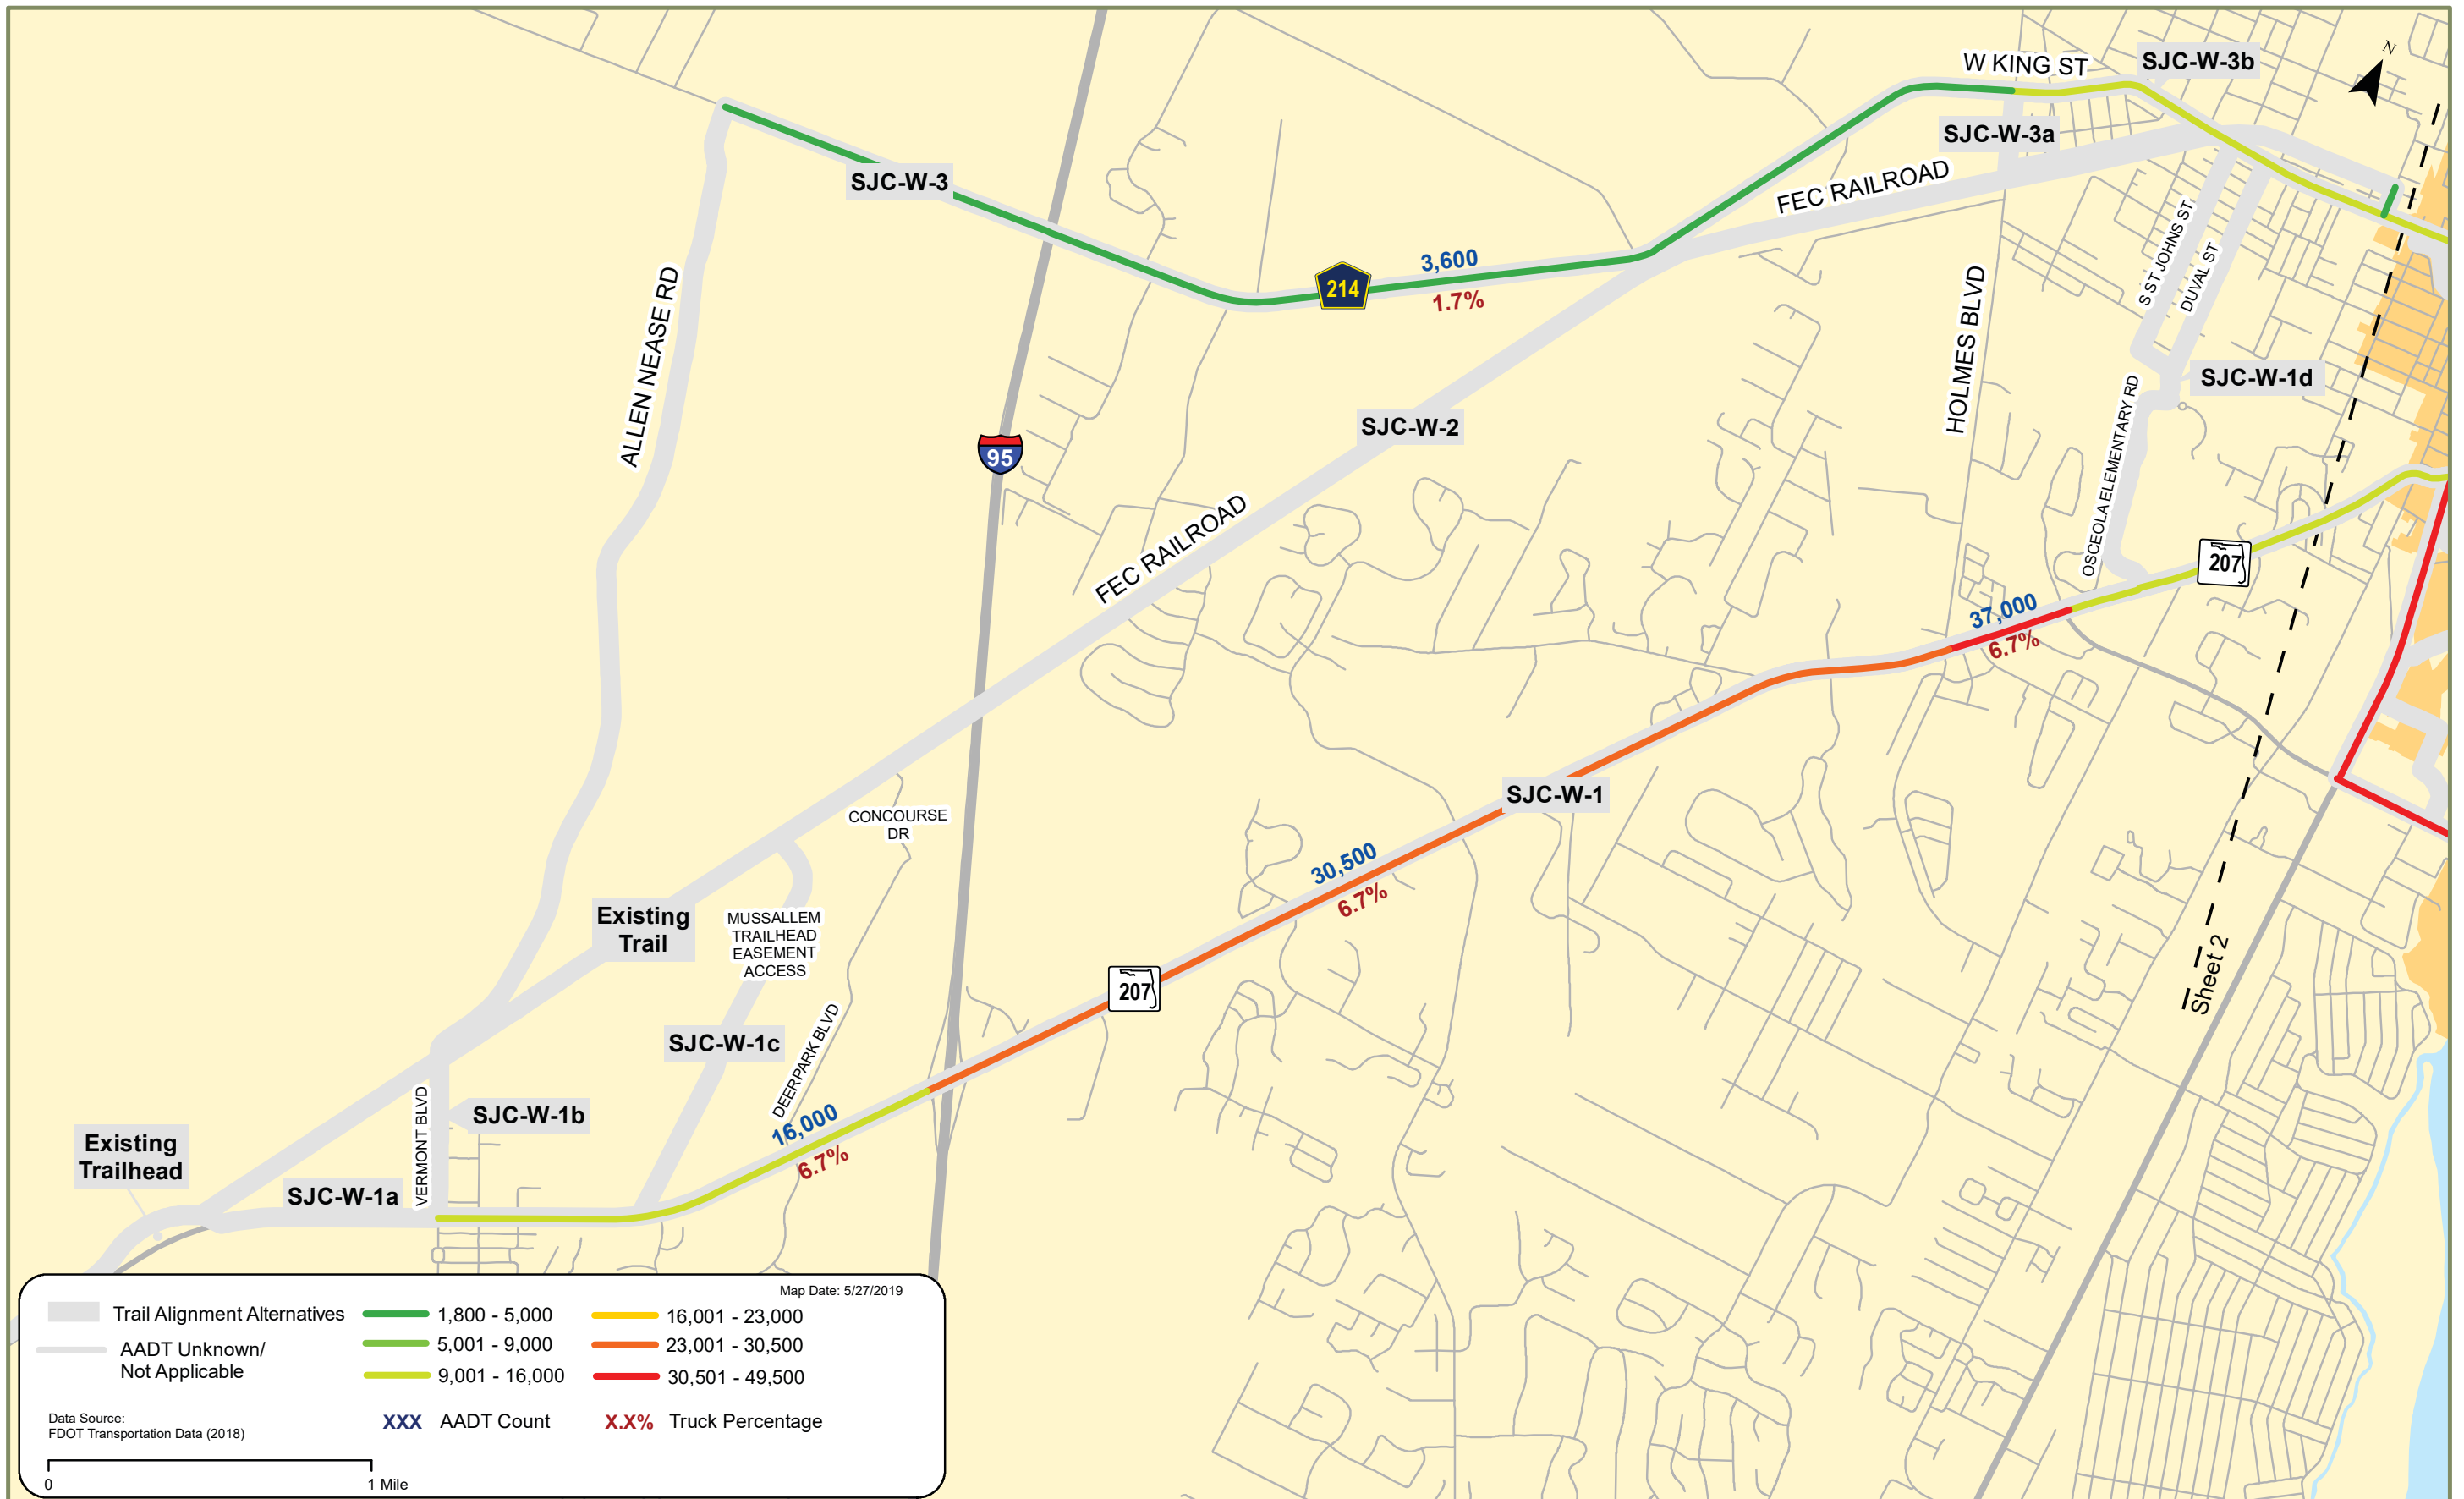 N
W KING ST
SJC-W-3b
SJC-W-3a
SJC-W-3
FEC RAILROAD
S ST JOHNS ST
DUVAL ST
3,600
214
1.7%
ALLEN NEASE RD
HOLMES BLVD
SJC-W-1d
95
SJC-W-2
OSCEOLA ELEMENTARY RD
FEC RAILROAD
207
37,000
6.7%
SJC-W-1
CONCOURSE
DR
30,500
6.7%
Existing
Trail
MUSSALLEM
TRAILHEAD
EASEMENT
ACCESS
Sheet 2
207
SJC-W-1c
DEERPARK BLVD
VERMONT BLVD
SJC-W-1b
16,000
6.7%
Existing
Trailhead
SJC-W-1a
Map Date: 5/27/2019
Trail Alignment Alternatives
AADT Unknown/
Not Applicable
1,800 - 5,000
5,001 - 9,000
9,001 - 16,000
16,001 - 23,000
23,001 - 30,500
30,501 - 49,500
XXX AADT Count
X.X% Truck Percentage
Data Source:
FDOT Transportation Data (2018)
0 1 Mile